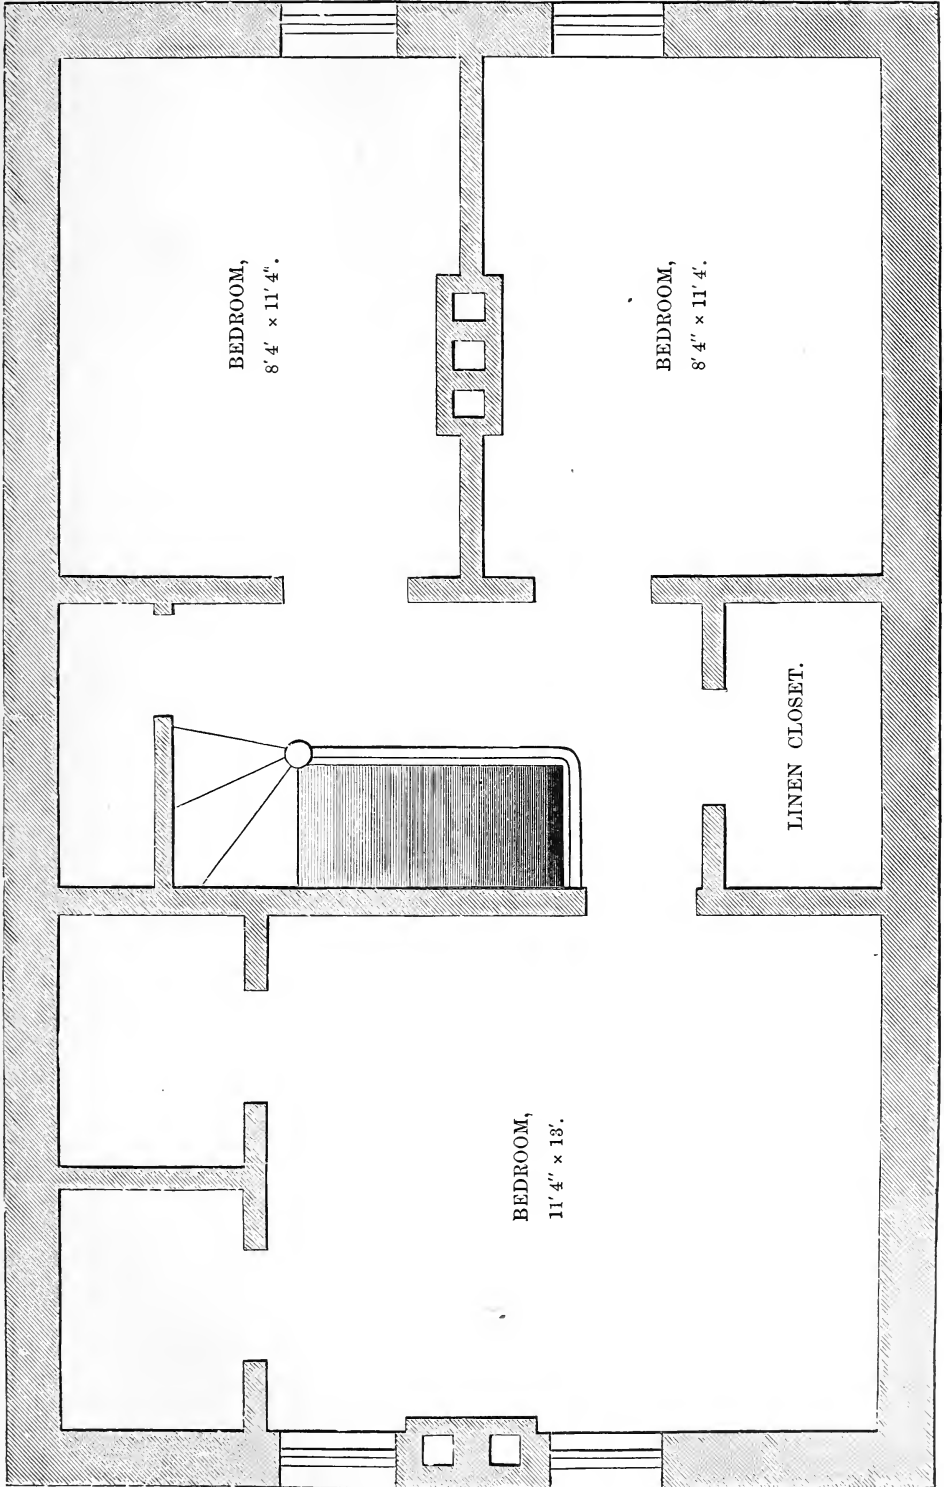 BEDROOM,
8'4' × 11'4".
BEDROOM,
8'4" × 11'4'.
LINEN CLOSET.
BEDROOM,
11'4" × 13'.